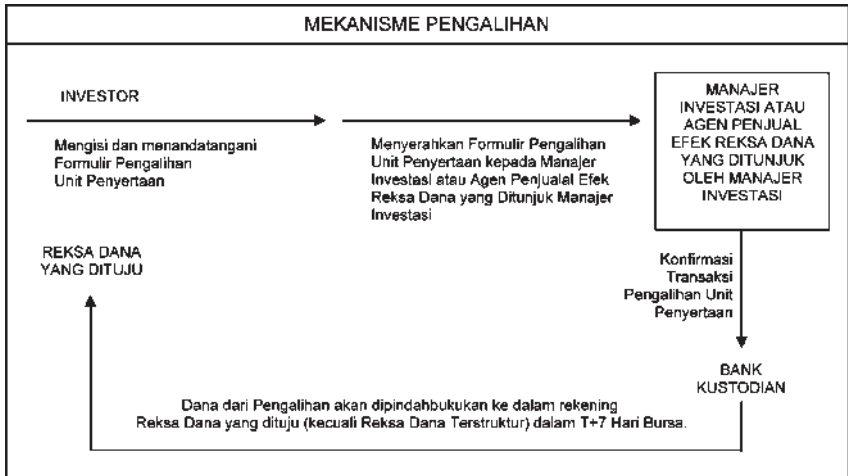 MEKANISME PENGALIHAN
INVESTOR
Mengisi dan menandatangani
Formulir Pengalihan
Unit Penyertaan
Menyerahkan Formulir Pengalihan
Unit Penyertaan kepada Manajer
Investasi atau Agen Penjualal Efek
Reksa Dana yang Ditunjuk Manajer
Investasi
MANAJER
INVESTASI ATAU
AGEN PENJUAL
EFEK REKSA DANA
YANG DITUNJUK
OLEH MANAJER
INVESTASI
REKSA DANA
YANG DITUJU
Konfirmasi
Transaksi
Pengalihan Unit
Penyertaan
BANK
KUSTODIAN
Dana dari Pengalihan akan dipindahbukukan ke dalam rekening
Reksa Dana yang dituju (kecuali Reksa Dana Terstruktur) dalam T+7 Hari Bursa.